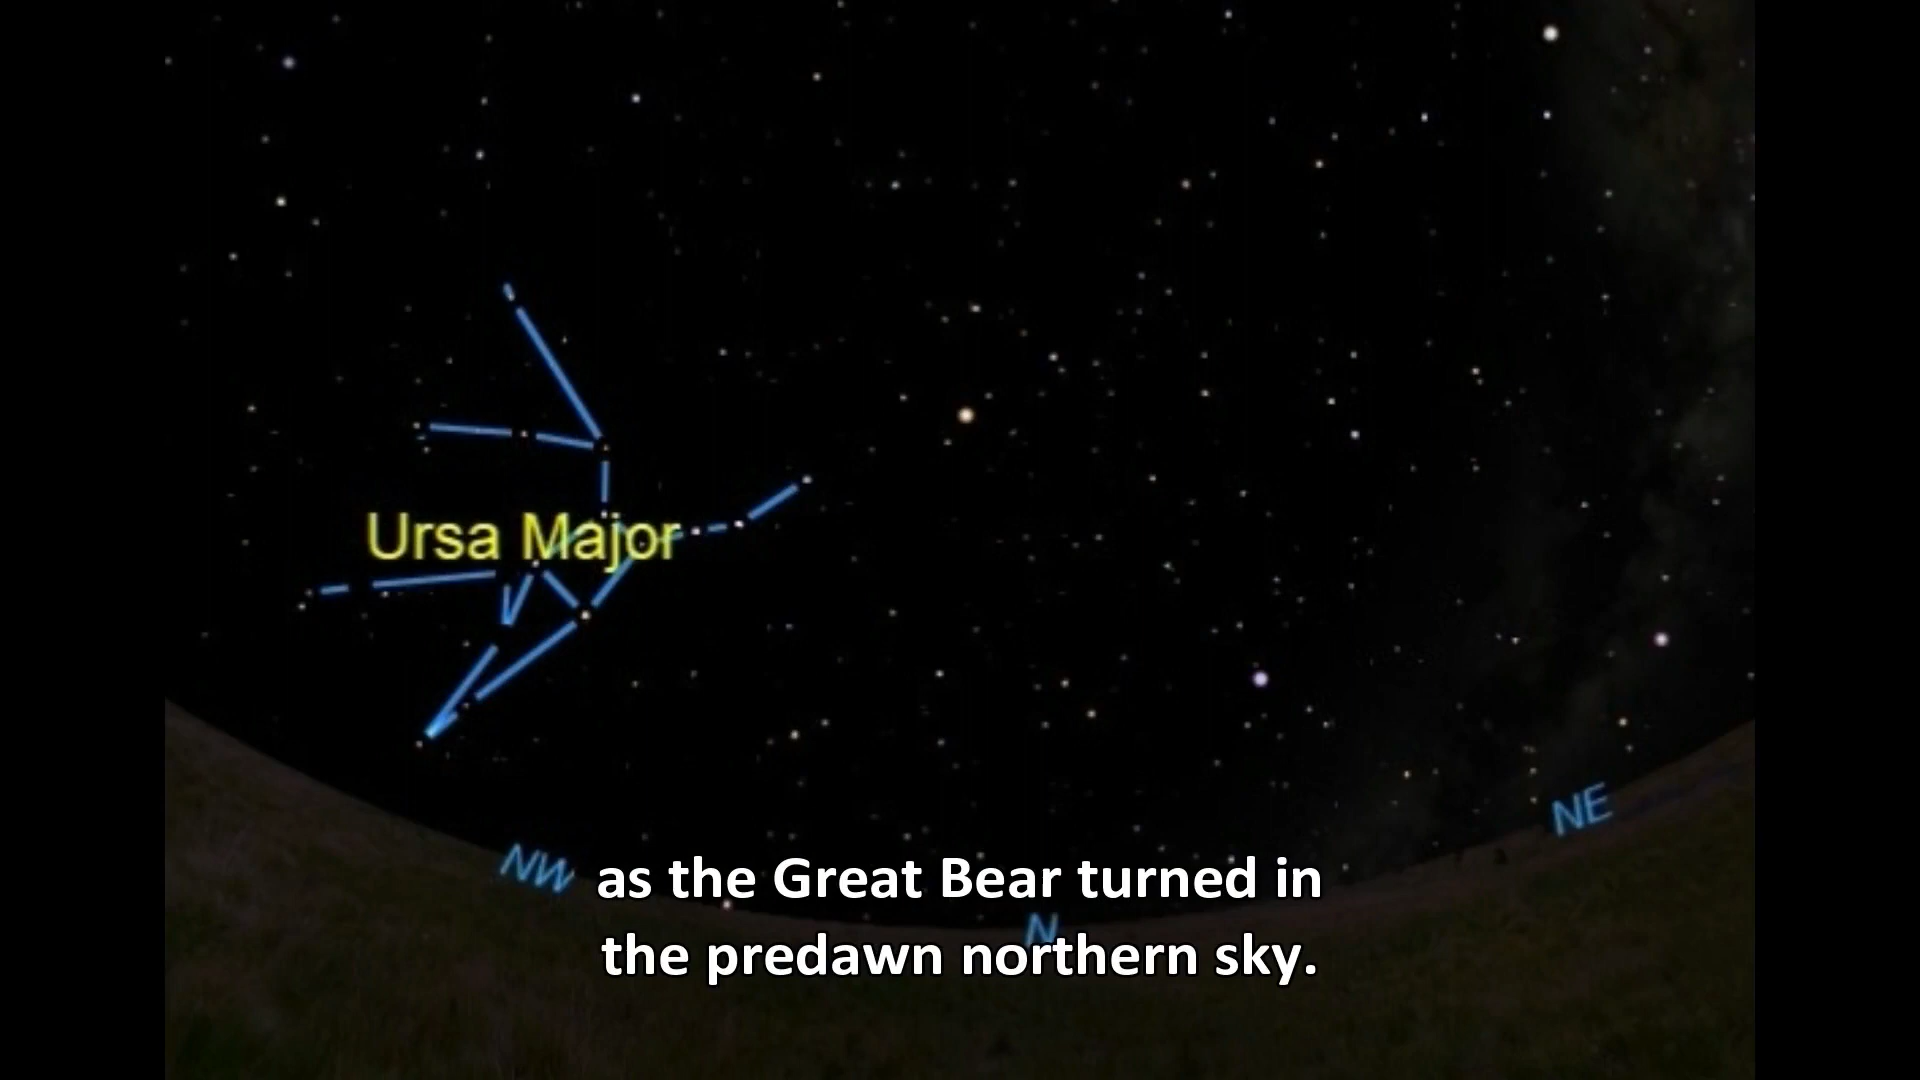 Ursa Major
NE
NW
N
as the Great Bear turned in
the predawn northern sky.